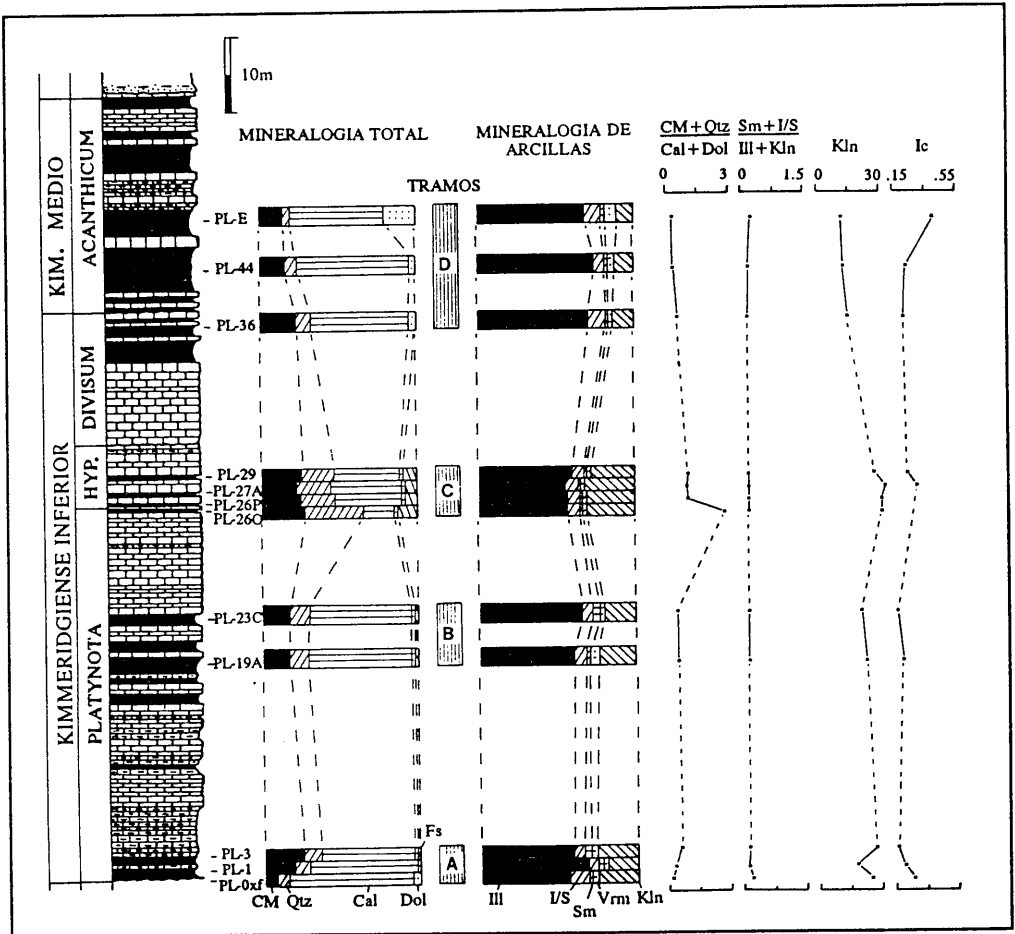 10m
MINERALOGIA TOTAL
MINERALOGIA DE
ARCILLAS
TRAMOS
CM+Qtz
Cal+Dol
0 3
Sm+I/S
Ill+Kln
0 1.5
Kln
0 30
Ic
.15 .55
KIM. MEDIO
ACANTHICUM
KIMMERIDGIENSE INFERIOR
DIVISUM
HYP.
PLATYNOTA
PL-E
PL-44
PL-36
PL-29
PL-27A
PL-26P
PL-26O
PL-23C
PL-19A
PL-3
PL-1
PL-0xf
D
C
B
A
Fs
CM Qtz Cal Dol
Ill I/S Sm Vrm Kln